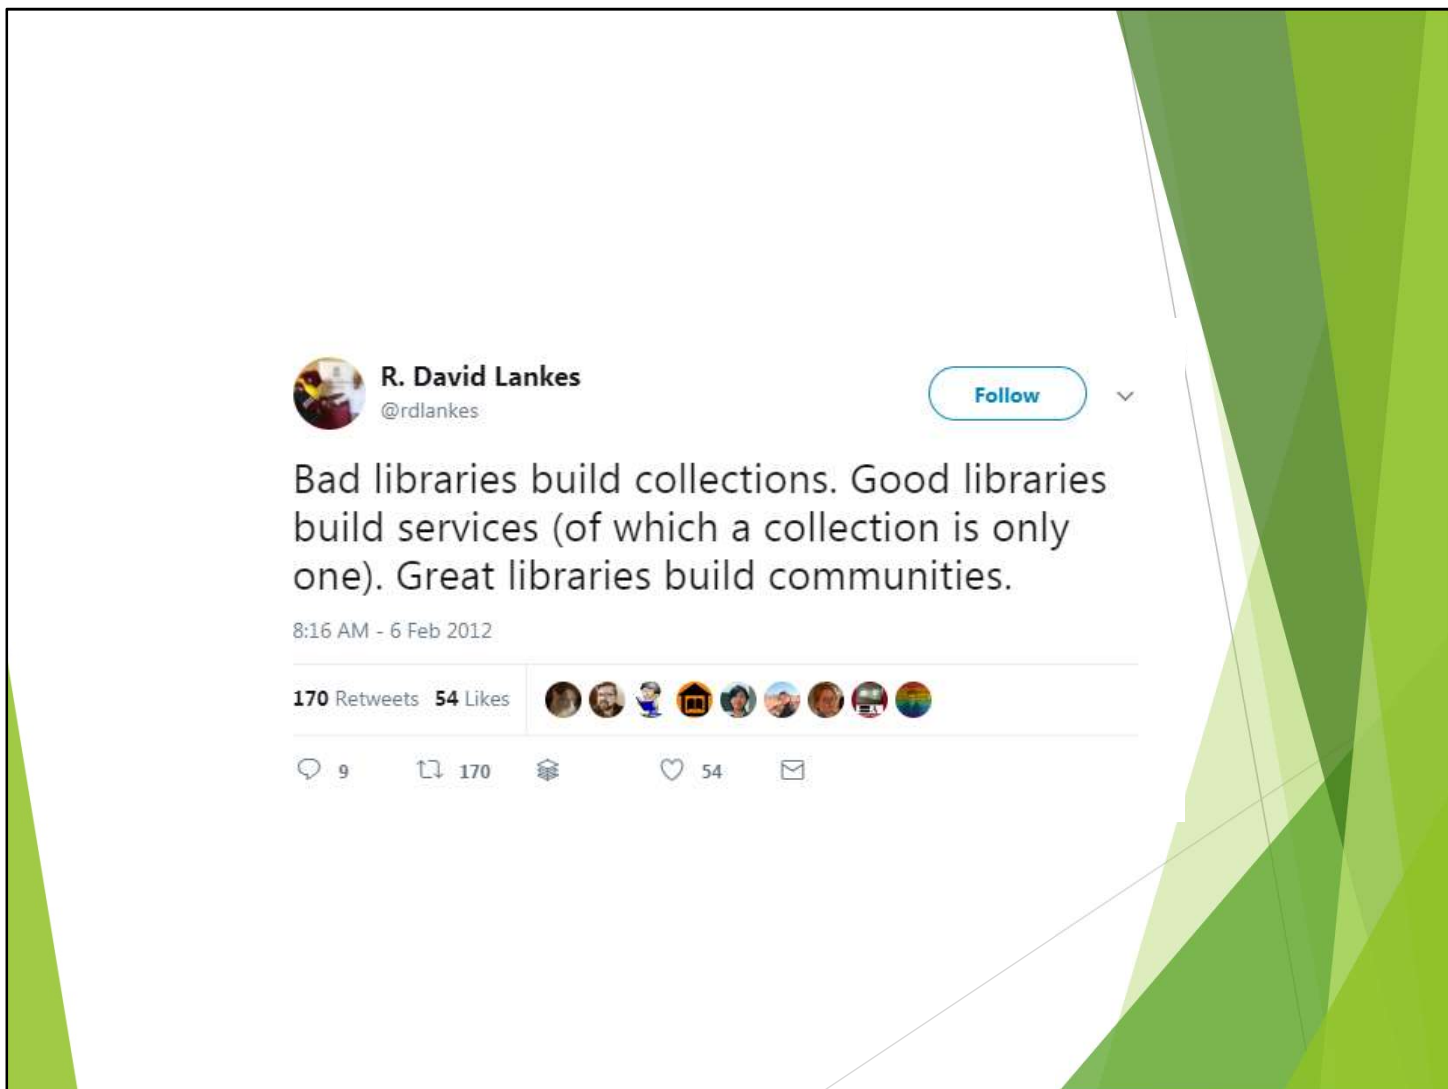 R. David Lankes
@rdlankes
Follow
Bad libraries build collections. Good libraries
build services (of which a collection is only
one). Great libraries build communities.
8:16 AM - 6 Feb 2012
170 Retweets 54 Likes
9 170 54